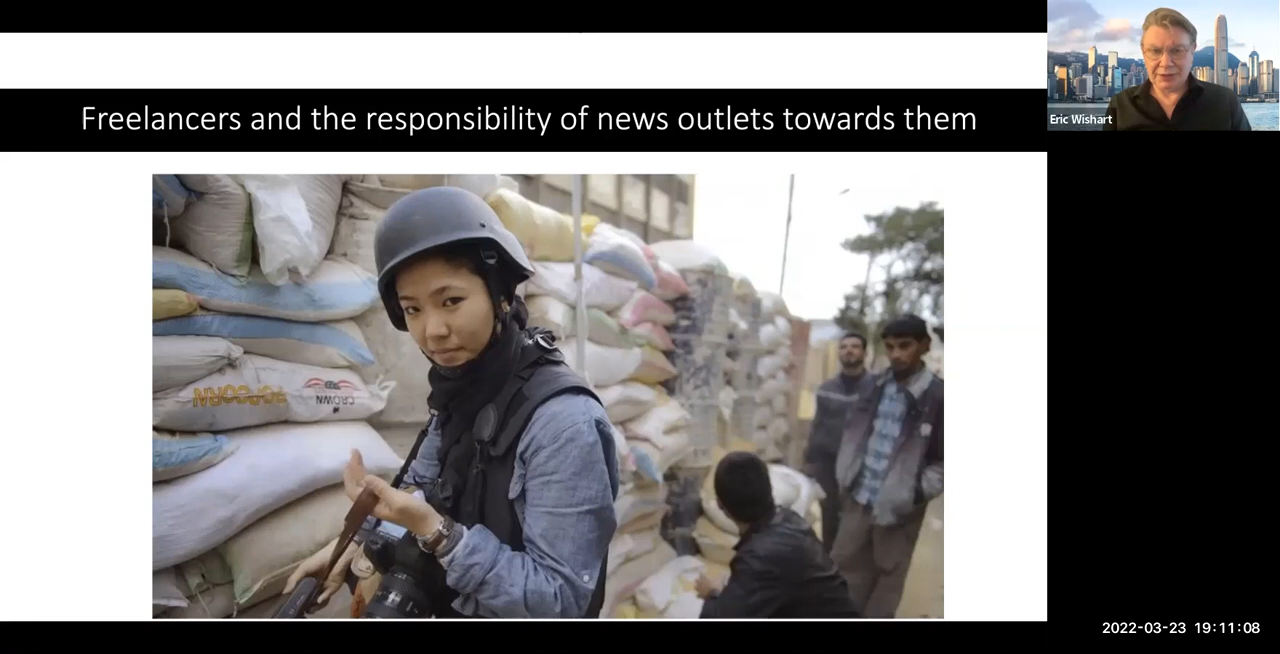 Freelancers and the responsibility of news outlets towards them
Eric Wishart
CROWN
2022-03-23 19:11:08